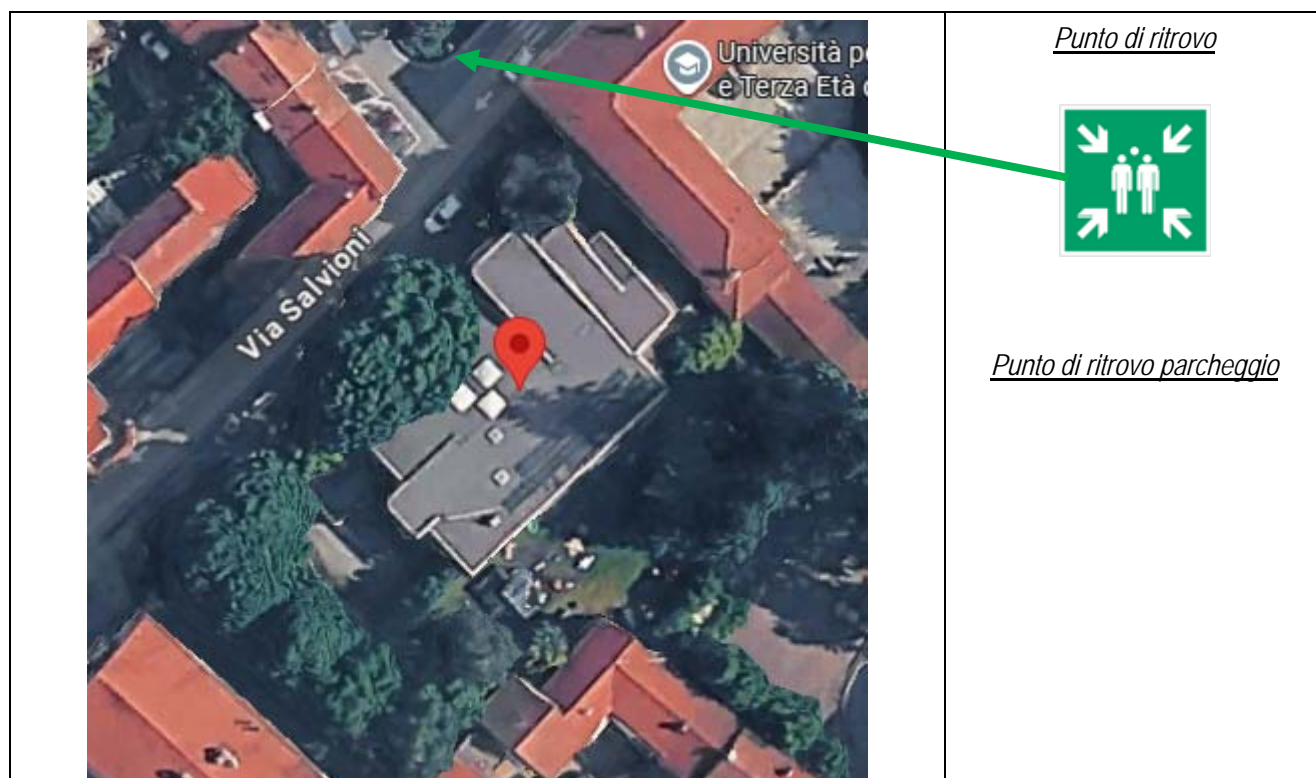 Università p
e Terza Età
Via Salvioni
Punto di ritrovo
Punto di ritrovo parcheggio